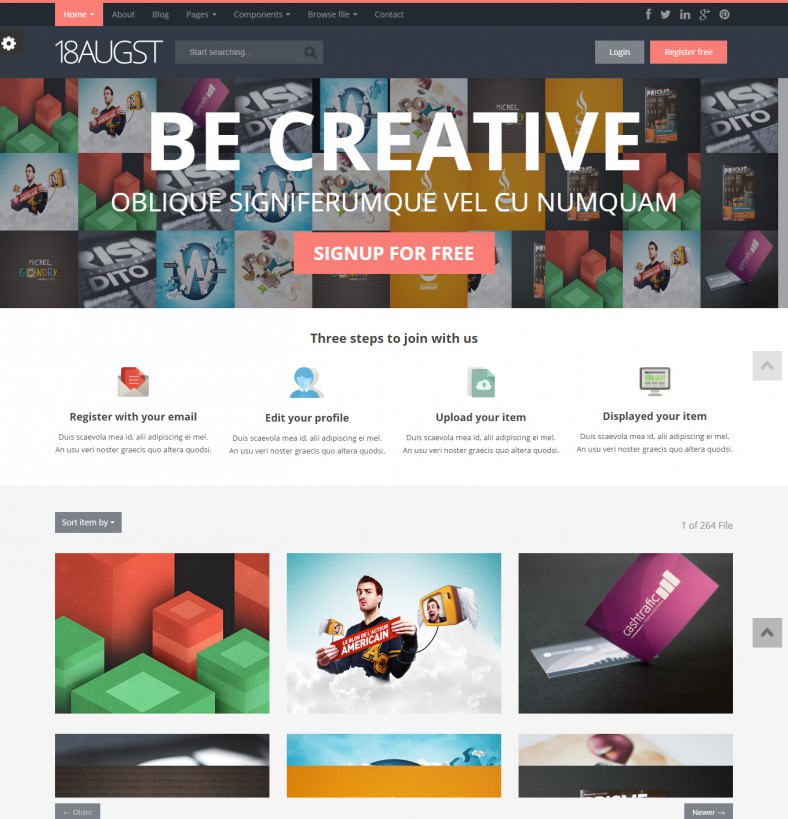 Home About Blog Pages Components Browse file Contact
18AUGST Start searching... Login Register free
BE CREATIVE
OBLIQUE SIGNIFERUMQUE VEL CU NUMQUAM
SIGNUP FOR FREE
MICHEL
GONDRY
DITO
W
PRISME
Three steps to join with us
Register with your email
Duis scaevola mea id, alii adipiscing ei mel.
An usu veri noster graecis quo altera quodsi.
Edit your profile
Duis scaevola mea id, alii adipiscing ei mel.
An usu veri noster graecis quo altera quodsi.
Upload your item
Duis scaevola mea id, alii adipiscing ei mel.
An usu veri noster graecis quo altera quodsi.
Displayed your item
Duis scaevola mea id, alii adipiscing ei mel.
An usu veri noster graecis quo altera quodsi.
Sort item by
1 of 264 File
LE BLOG DE L'ACTEUR
AMERICAIN
cashtrafic
← Older
Newer →